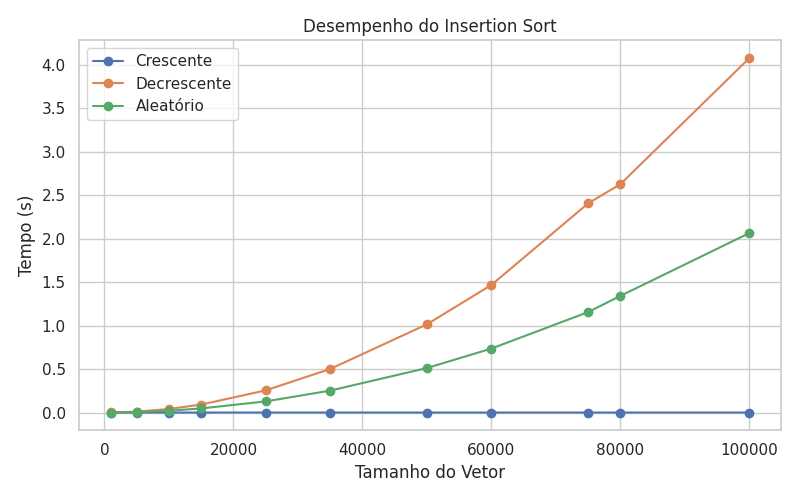 Desempenho do Insertion Sort
Crescente
Decrescente
Aleatório
Tempo (s)
4.0
3.5
3.0
2.5
2.0
1.5
1.0
0.5
0.0
0 20000 40000 60000 80000 100000
Tamanho do Vetor